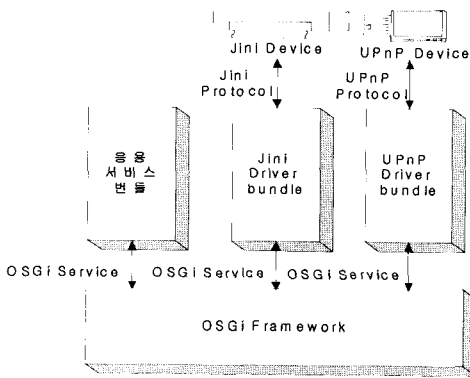 Jini Device
UPnP Device
Jini
Protocol
UPnP
Protocol
응용
서비스
번들
Jini
Driver
bundle
UPnP
Driver
bundle
OSGi Service
OSGi Service
OSGi Service
OSGi Framework